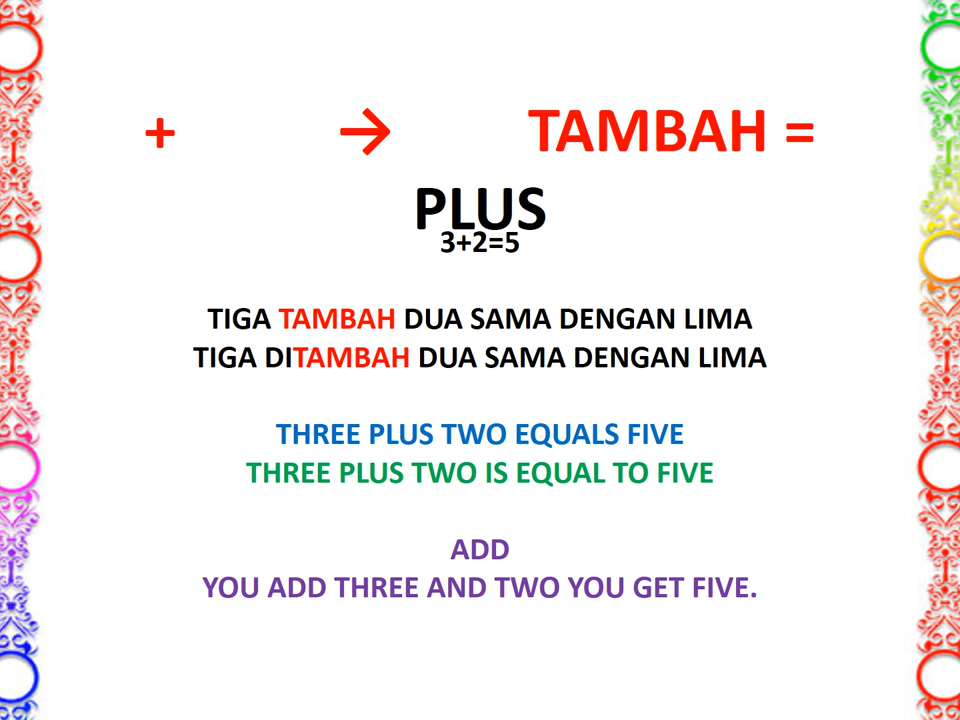 + → TAMBAH =
PLUS
3+2=5
TIGA TAMBAH DUA SAMA DENGAN LIMA
TIGA DITAMBAH DUA SAMA DENGAN LIMA
THREE PLUS TWO EQUALS FIVE
THREE PLUS TWO IS EQUAL TO FIVE
ADD
YOU ADD THREE AND TWO YOU GET FIVE.